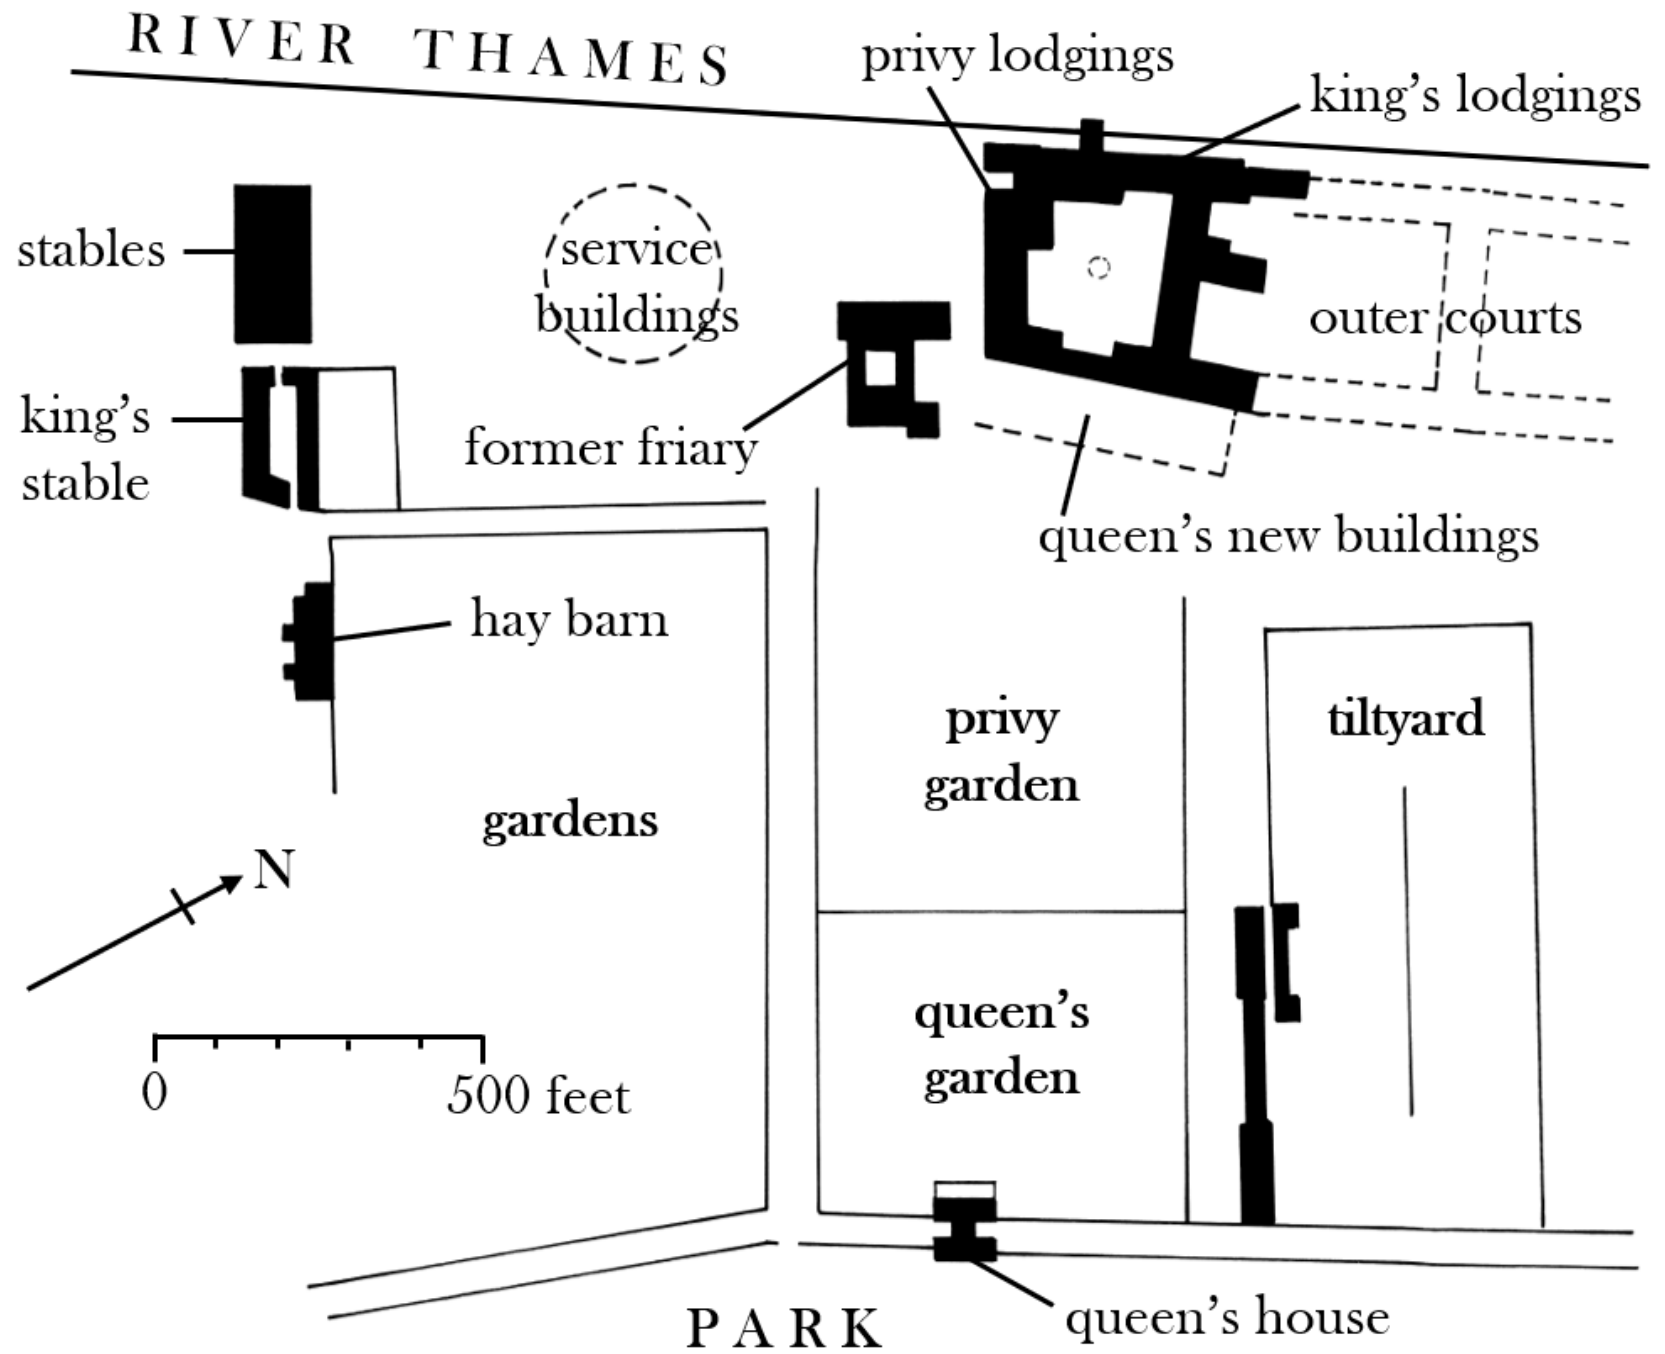 RIVER THAMES
privy lodgings
king’s lodgings
stables
service
buildings
outer courts
king’s
stable
former friary
queen’s new buildings
hay barn
privy
garden
tiltyard
gardens
N
queen’s
garden
0
500 feet
PARK
queen’s house